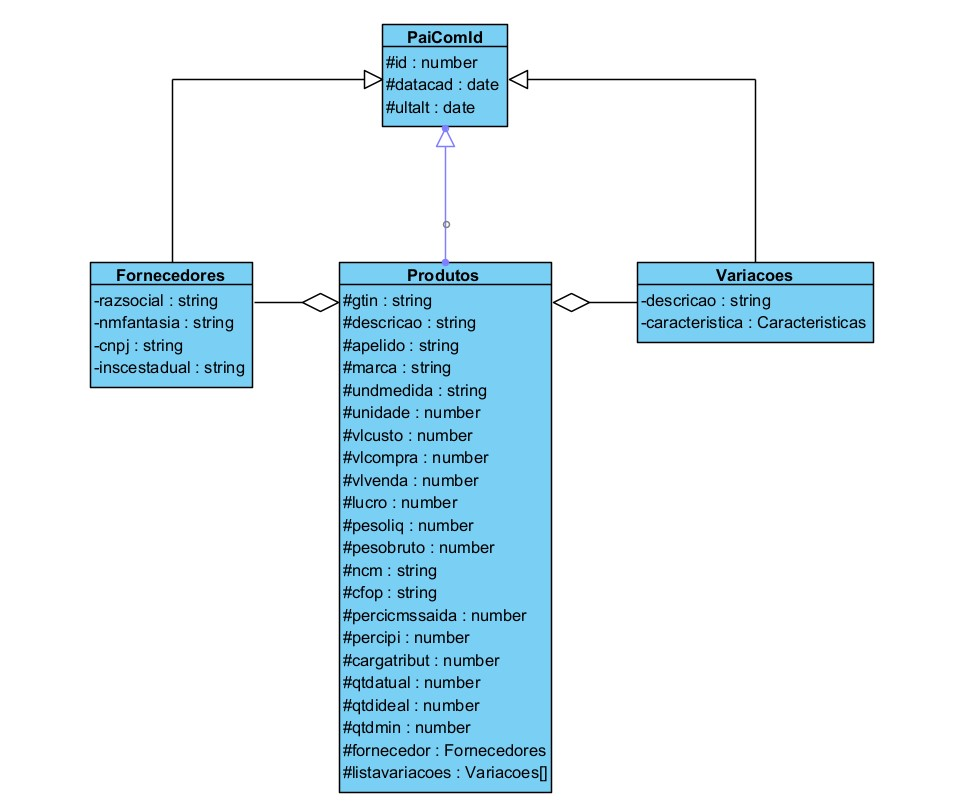 PaiComId
#id : number
#datacad : date
#ultalt : date
Fornecedores
-razsocial : string
-nmfantasia : string
-cnpj : string
-inscestadual : string
Produtos
#gtin : string
#descricao : string
#apelido : string
#marca : string
#undmedida : string
#unidade : number
#vlcusto : number
#vlcompra : number
#vlvenda : number
#lucro : number
#pesoliq : number
#pesobruto : number
#ncm : string
#cfop : string
#percicmssaida : number
#percipi : number
#cargatribut : number
#qtdatual : number
#qtdideal : number
#qtdmin : number
#fornecedor : Fornecedores
#listavariacoes : Variacoes[]
Variacoes
-descricao : string
-caracteristica : Caracteristicas